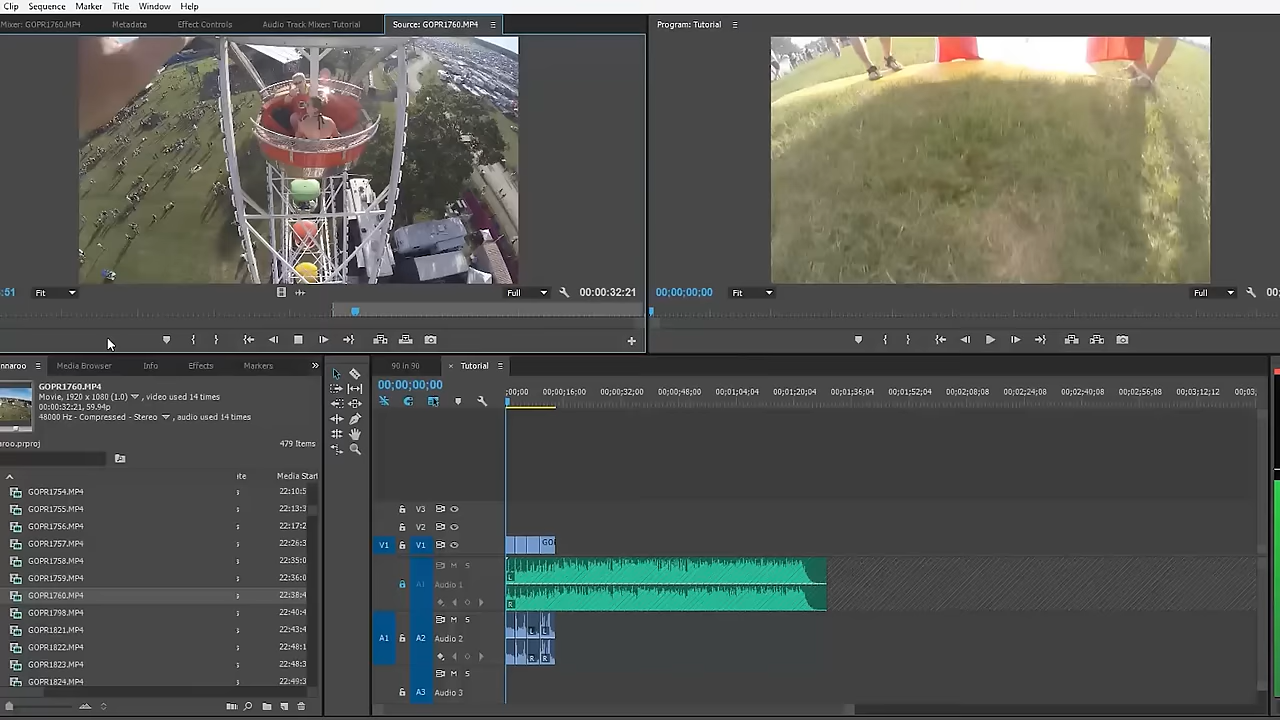 Clip Sequence Marker Title Window Help
Mixer: GOPR1760.MP4 Metadata Effect Controls Audio Track Mixer: Tutorial Source: GOPR1760.MP4 Program: Tutorial
:51 Fit Full 00:00:32:21 00;00;00;00 Fit Full 00;
nnaroo Media Browser Info Effects Markers » 90 in 90 × Tutorial
GOPR1760.MP4
Movie, 1920 x 1080 (1.0) , video used 14 times
00:00:32:21, 59.94p
48000 Hz - Compressed - Stereo , audio used 14 times
aroo.prproj
479 Items
Media Start
GOPR1754.MP4 22:10:5
GOPR1755.MP4 22:13:3
GOPR1756.MP4 22:17:2
GOPR1757.MP4 22:26:3
GOPR1758.MP4 22:35:0
GOPR1759.MP4 22:36:0
GOPR1760.MP4 22:38:4
GOPR1798.MP4 22:40:4
GOPR1821.MP4 22:43:4
GOPR1822.MP4 22:48:1
GOPR1823.MP4 22:48:3
GOPR1824.MP4 22:49:3
00;00;00;00
;00;00 00;00;16;00 00;00;32;00 00;00;48;00 00;01;04;00 00;01;20;00 00;01;36;04 00;01;52;04 00;02;08;08 00;02;24;08 00;02;40;08 00;02;56;08 00;03;12;12 00;03;
V3
V2
V1 V1 GO
A1 M S
Audio 1
L
R
M S
A1 A2 Audio 2
L L
R R
M S
A3 Audio 3